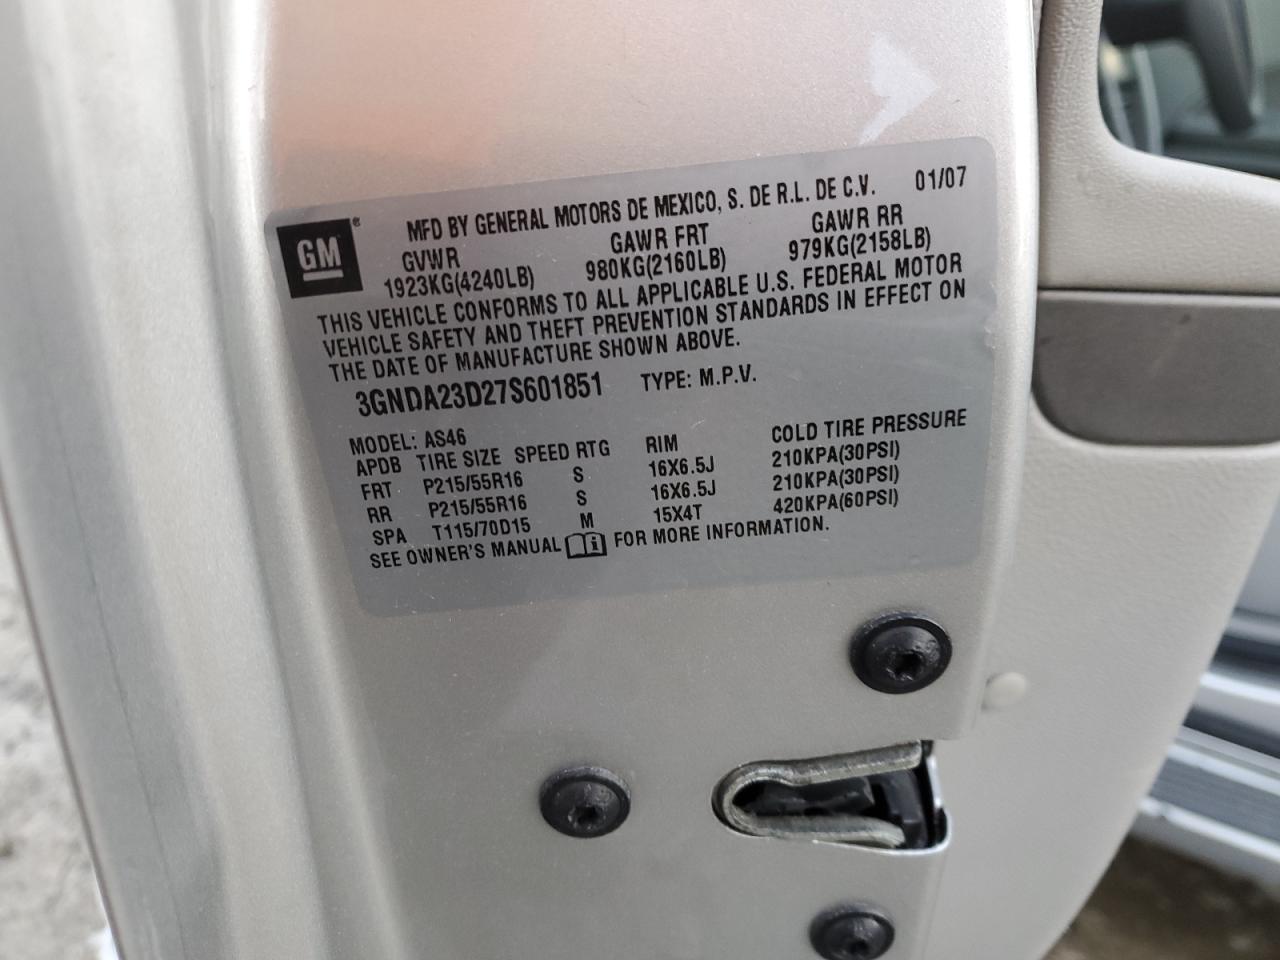 GM ®
MFD BY GENERAL MOTORS DE MEXICO, S. DE R.L. DE C.V. 01/07
GVWR GAWR FRT GAWR RR
1923KG(4240LB) 980KG(2160LB) 979KG(2158LB)
THIS VEHICLE CONFORMS TO ALL APPLICABLE U.S. FEDERAL MOTOR
VEHICLE SAFETY AND THEFT PREVENTION STANDARDS IN EFFECT ON
THE DATE OF MANUFACTURE SHOWN ABOVE.
3GNDA23D27S601851 TYPE: M.P.V.
MODEL: AS46
APDB TIRE SIZE SPEED RTG RIM COLD TIRE PRESSURE
FRT P215/55R16 S 16X6.5J 210KPA(30PSI)
RR P215/55R16 S 16X6.5J 210KPA(30PSI)
SPA T115/70D15 M 15X4T 420KPA(60PSI)
SEE OWNER'S MANUAL i FOR MORE INFORMATION.